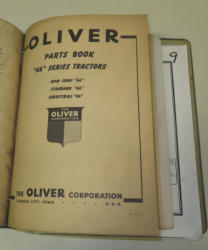 OLIVER
PARTS BOOK
"66" SERIES TRACTORS
ROW CROP "66"
STANDARD "66"
INDUSTRIAL "66"
THE
OLIVER
CORPORATION
THE OLIVER CORPORATION
CHARLES CITY, IOWA U.S.A.
9